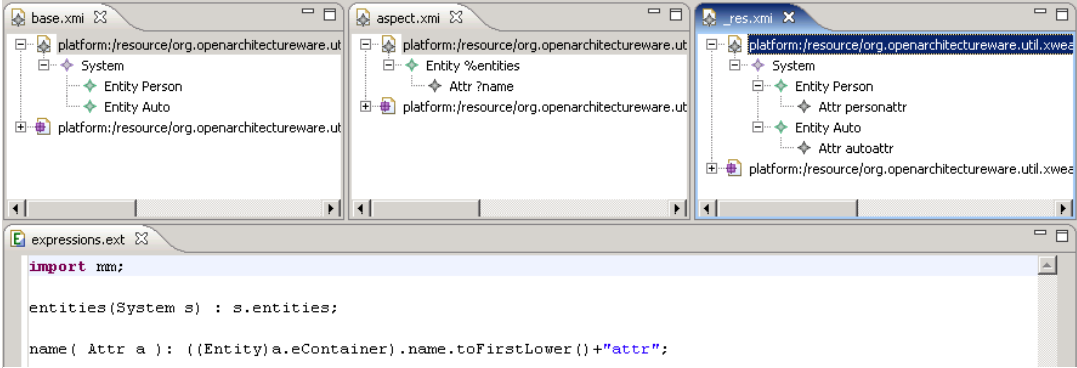 base.xmi
platform:/resource/org.openarchitectureware.ut
System
Entity Person
Entity Auto
platform:/resource/org.openarchitectureware.ut
aspect.xmi
platform:/resource/org.openarchitectureware.ut
Entity %entities
Attr ?name
platform:/resource/org.openarchitectureware.ut
_res.xmi
platform:/resource/org.openarchitectureware.util.xwea
System
Entity Person
Attr personattr
Entity Auto
Attr autoattr
platform:/resource/org.openarchitectureware.util.xwea
expressions.ext
import mm;
entities(System s) : s.entities;
name( Attr a ): ((Entity)a.eContainer).name.toFirstLower()+"attr";